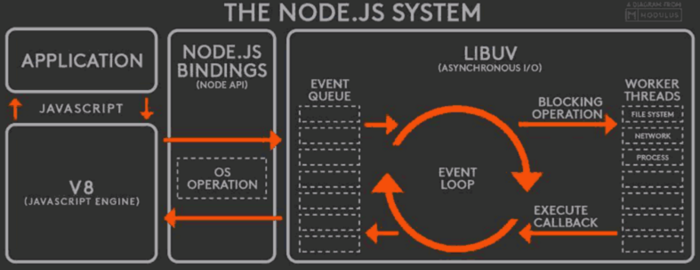 THE NODE.JS SYSTEM
A DIAGRAM FROM
MODULUS
APPLICATION
JAVASCRIPT
V8
(JAVASCRIPT ENGINE)
NODE.JS
BINDINGS
(NODE API)
OS
OPERATION
LIBUV
(ASYNCHRONOUS I/O)
EVENT
QUEUE
EVENT
LOOP
BLOCKING
OPERATION
EXECUTE
CALLBACK
WORKER
THREADS
FILE SYSTEM
NETWORK
PROCESS